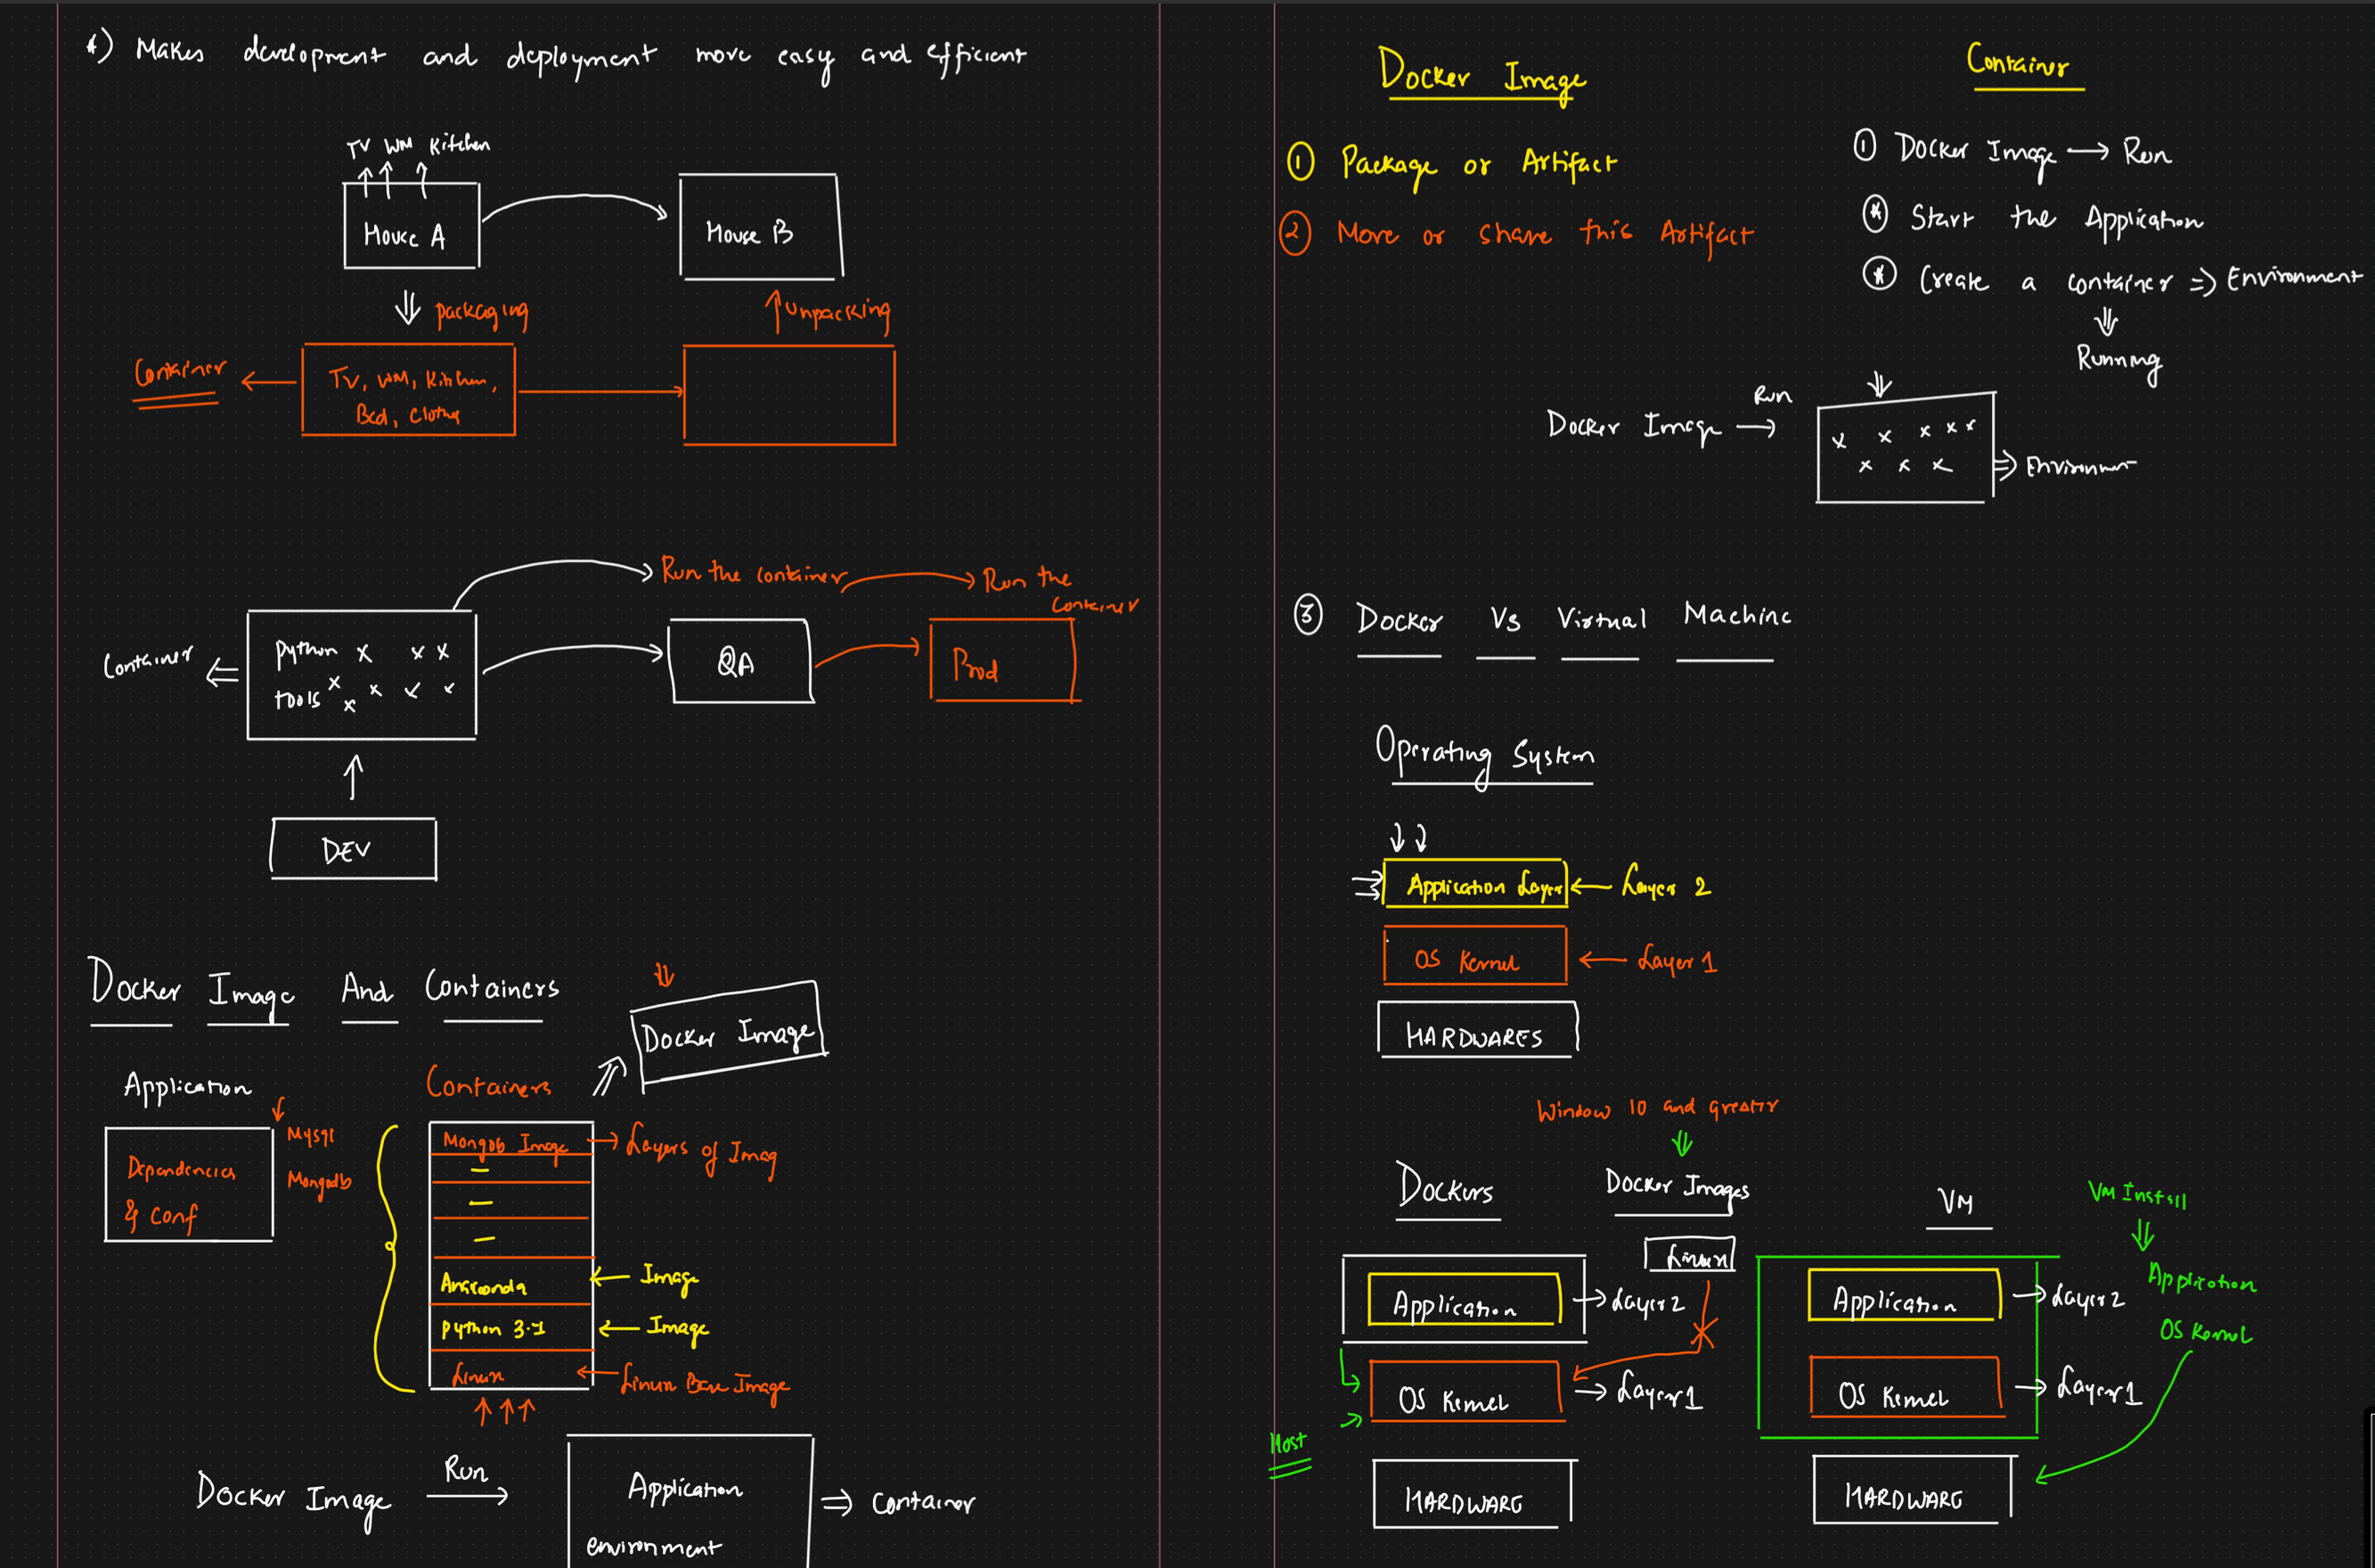 *) Makes development and deployment more easy and efficient
TV WM Kitchen
House A
House B
packaging
unpacking
Container
TV, WM, Kitchen,
Bed, Clothes
Run the container
Run the
container
Container
python x x x
tools x x x x x
QA
Prod
DEV
Docker Image And Containers
Docker Image
Application
Containers
Dependencies
& conf
Mysql
Mongodb
Mongodb Image
Layers of Imag
Anaconda
Image
python 3.1
Image
Linux
Linux Base Image
Docker Image
Run
Application
environment
Container
Docker Image
① Package or Artifact
② Move or share this Artifact
Container
① Docker Image → Run
* Start the Application
* Create a container ⇒ Environment
Running
Docker Image
Run
x x x x x
x x x
Environment
③ Docker Vs Virtual Machine
Operating System
Application Layer
Layer 2
OS Kernel
Layer 1
HARDWARES
Window 10 and greater
Dockers
Docker Images
VM
VM Install
Linux
Application
Layer 2
Application
Layer 2
Application
OS Kernel
OS Kernel
Layer 1
OS Kernel
Layer 1
Host
HARDWARE
HARDWARE